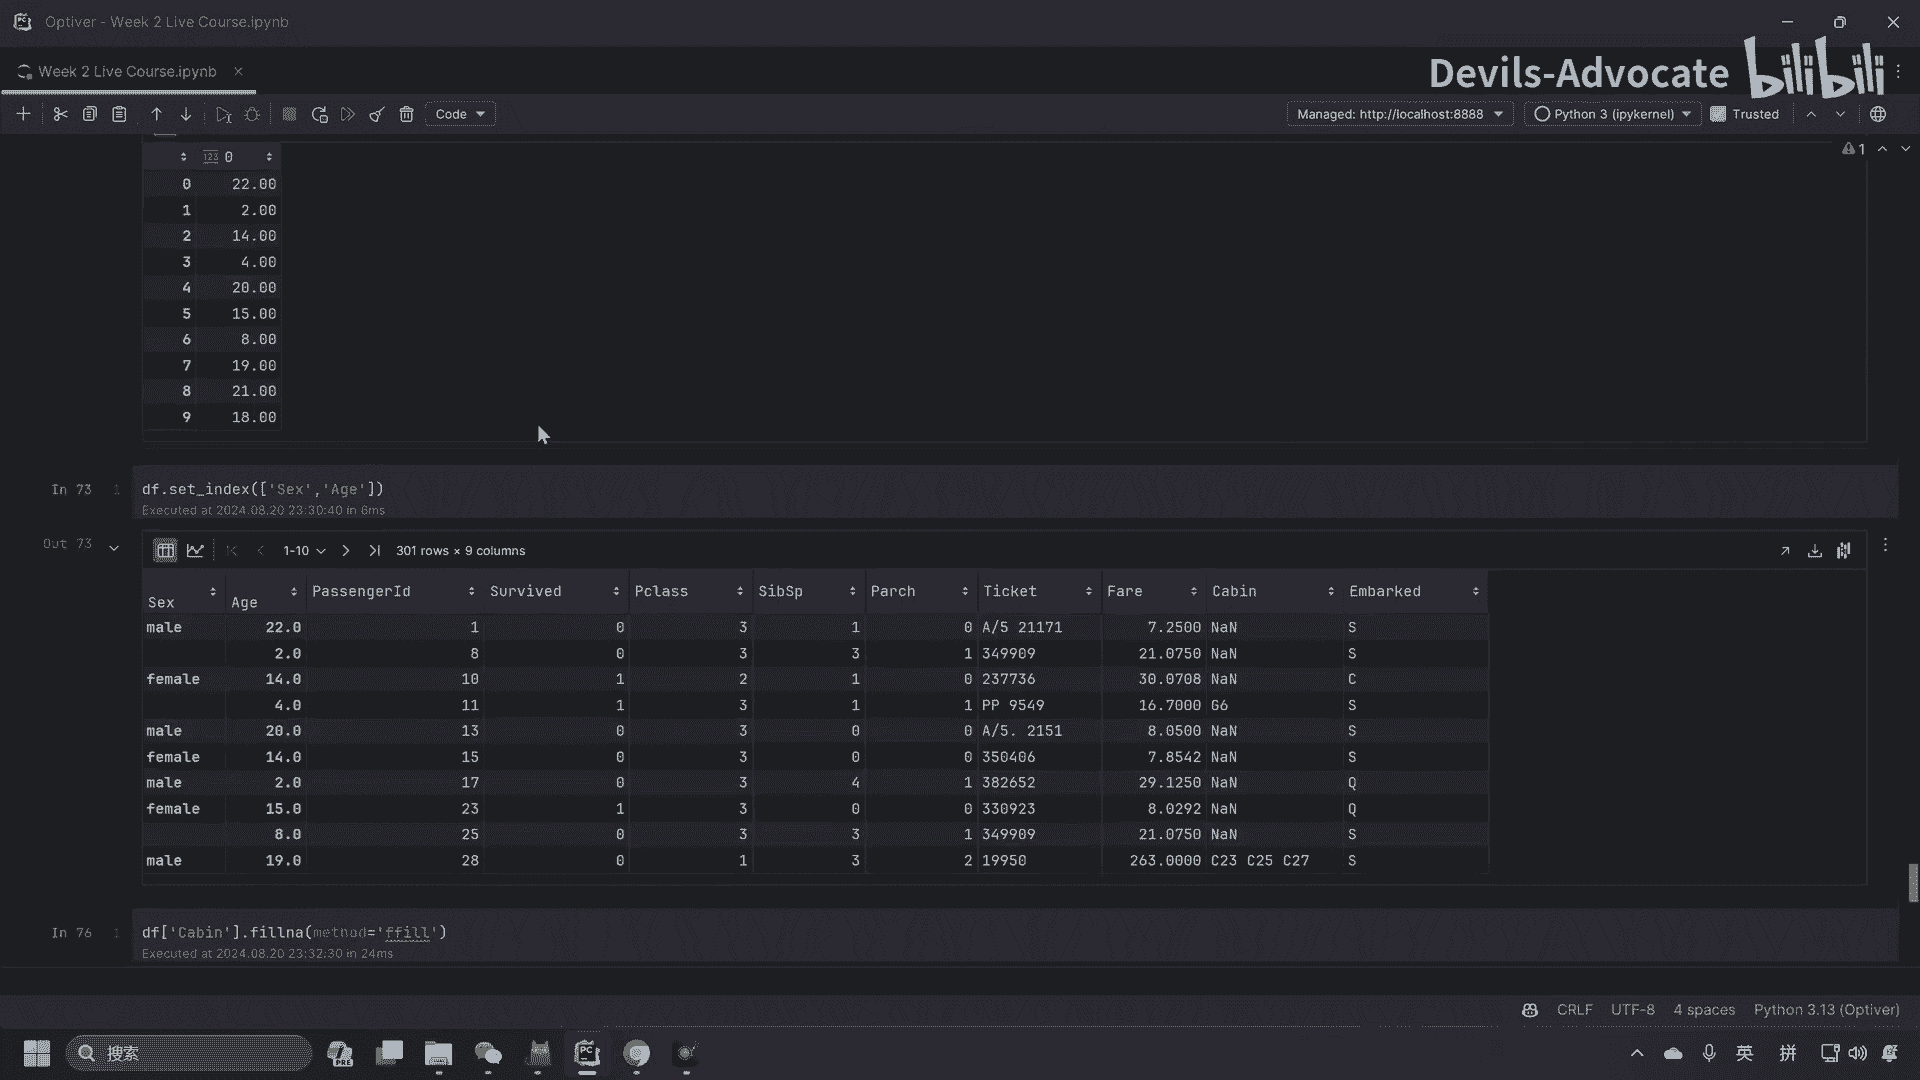 Optiver - Week 2 Live Course.ipynb
Week 2 Live Course.ipynb
Devils-Advocate bilibili
Code
Managed: http://localhost:8888
Python 3 (ipykernel)
Trusted
123 0
1
0 22.00
1 2.00
2 14.00
3 4.00
4 20.00
5 15.00
6 8.00
7 19.00
8 21.00
9 18.00
In 73 1 df.set_index(['Sex','Age'])
Executed at 2024.08.20 23:30:40 in 6ms
Out 73 1-10 301 rows × 9 columns
Sex Age PassengerId Survived Pclass SibSp Parch Ticket Fare Cabin Embarked
male 22.0 1 0 3 1 0 A/5 21171 7.2500 NaN S
2.0 8 0 3 3 1 349909 21.0750 NaN S
female 14.0 10 1 2 1 0 237736 30.0708 NaN C
4.0 11 1 3 1 1 PP 9549 16.7000 G6 S
male 20.0 13 0 3 0 0 A/5. 2151 8.0500 NaN S
female 14.0 15 0 3 0 0 350406 7.8542 NaN S
male 2.0 17 0 3 4 1 382652 29.1250 NaN Q
female 15.0 23 1 3 0 0 330923 8.0292 NaN Q
8.0 25 0 3 3 1 349909 21.0750 NaN S
male 19.0 28 0 1 3 2 19950 263.0000 C23 C25 C27 S
In 76 1 df['Cabin'].fillna(method='ffill')
Executed at 2024.08.20 23:32:30 in 24ms
CRLF UTF-8 4 spaces Python 3.13 (Optiver)
搜索
PRE
PC
英
拼